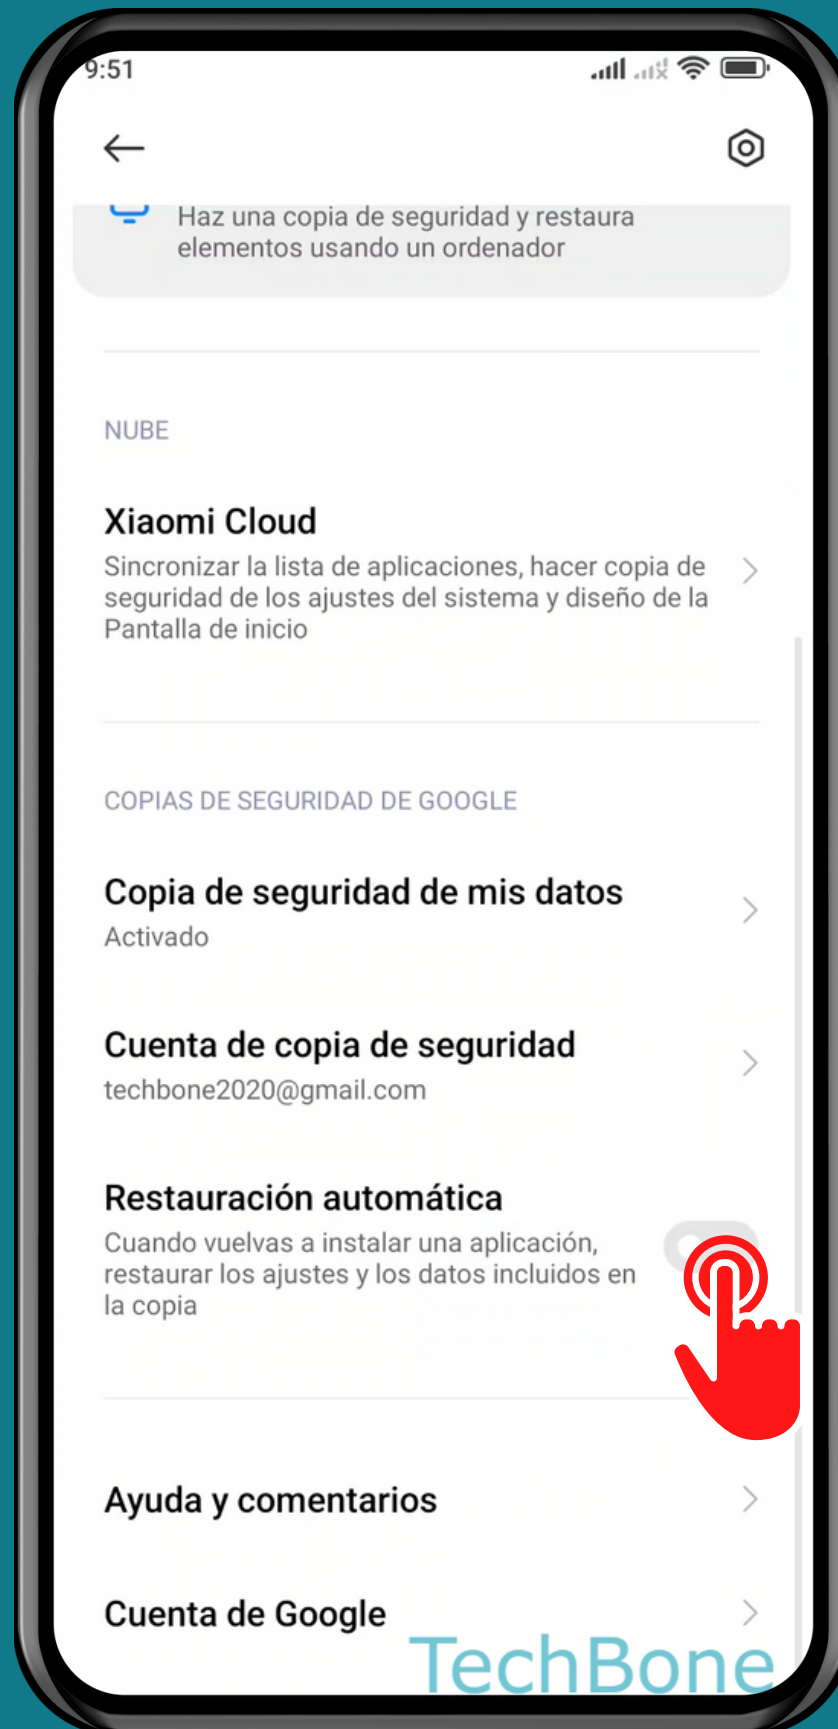 9:51
Haz una copia de seguridad y restaura
elementos usando un ordenador
NUBE
Xiaomi Cloud
Sincronizar la lista de aplicaciones, hacer copia de
seguridad de los ajustes del sistema y diseño de la
Pantalla de inicio
COPIAS DE SEGURIDAD DE GOOGLE
Copia de seguridad de mis datos
Activado
Cuenta de copia de seguridad
techbone2020@gmail.com
Restauración automática
Cuando vuelvas a instalar una aplicación,
restaurar los ajustes y los datos incluidos en
la copia
Ayuda y comentarios
Cuenta de Google
TechBone